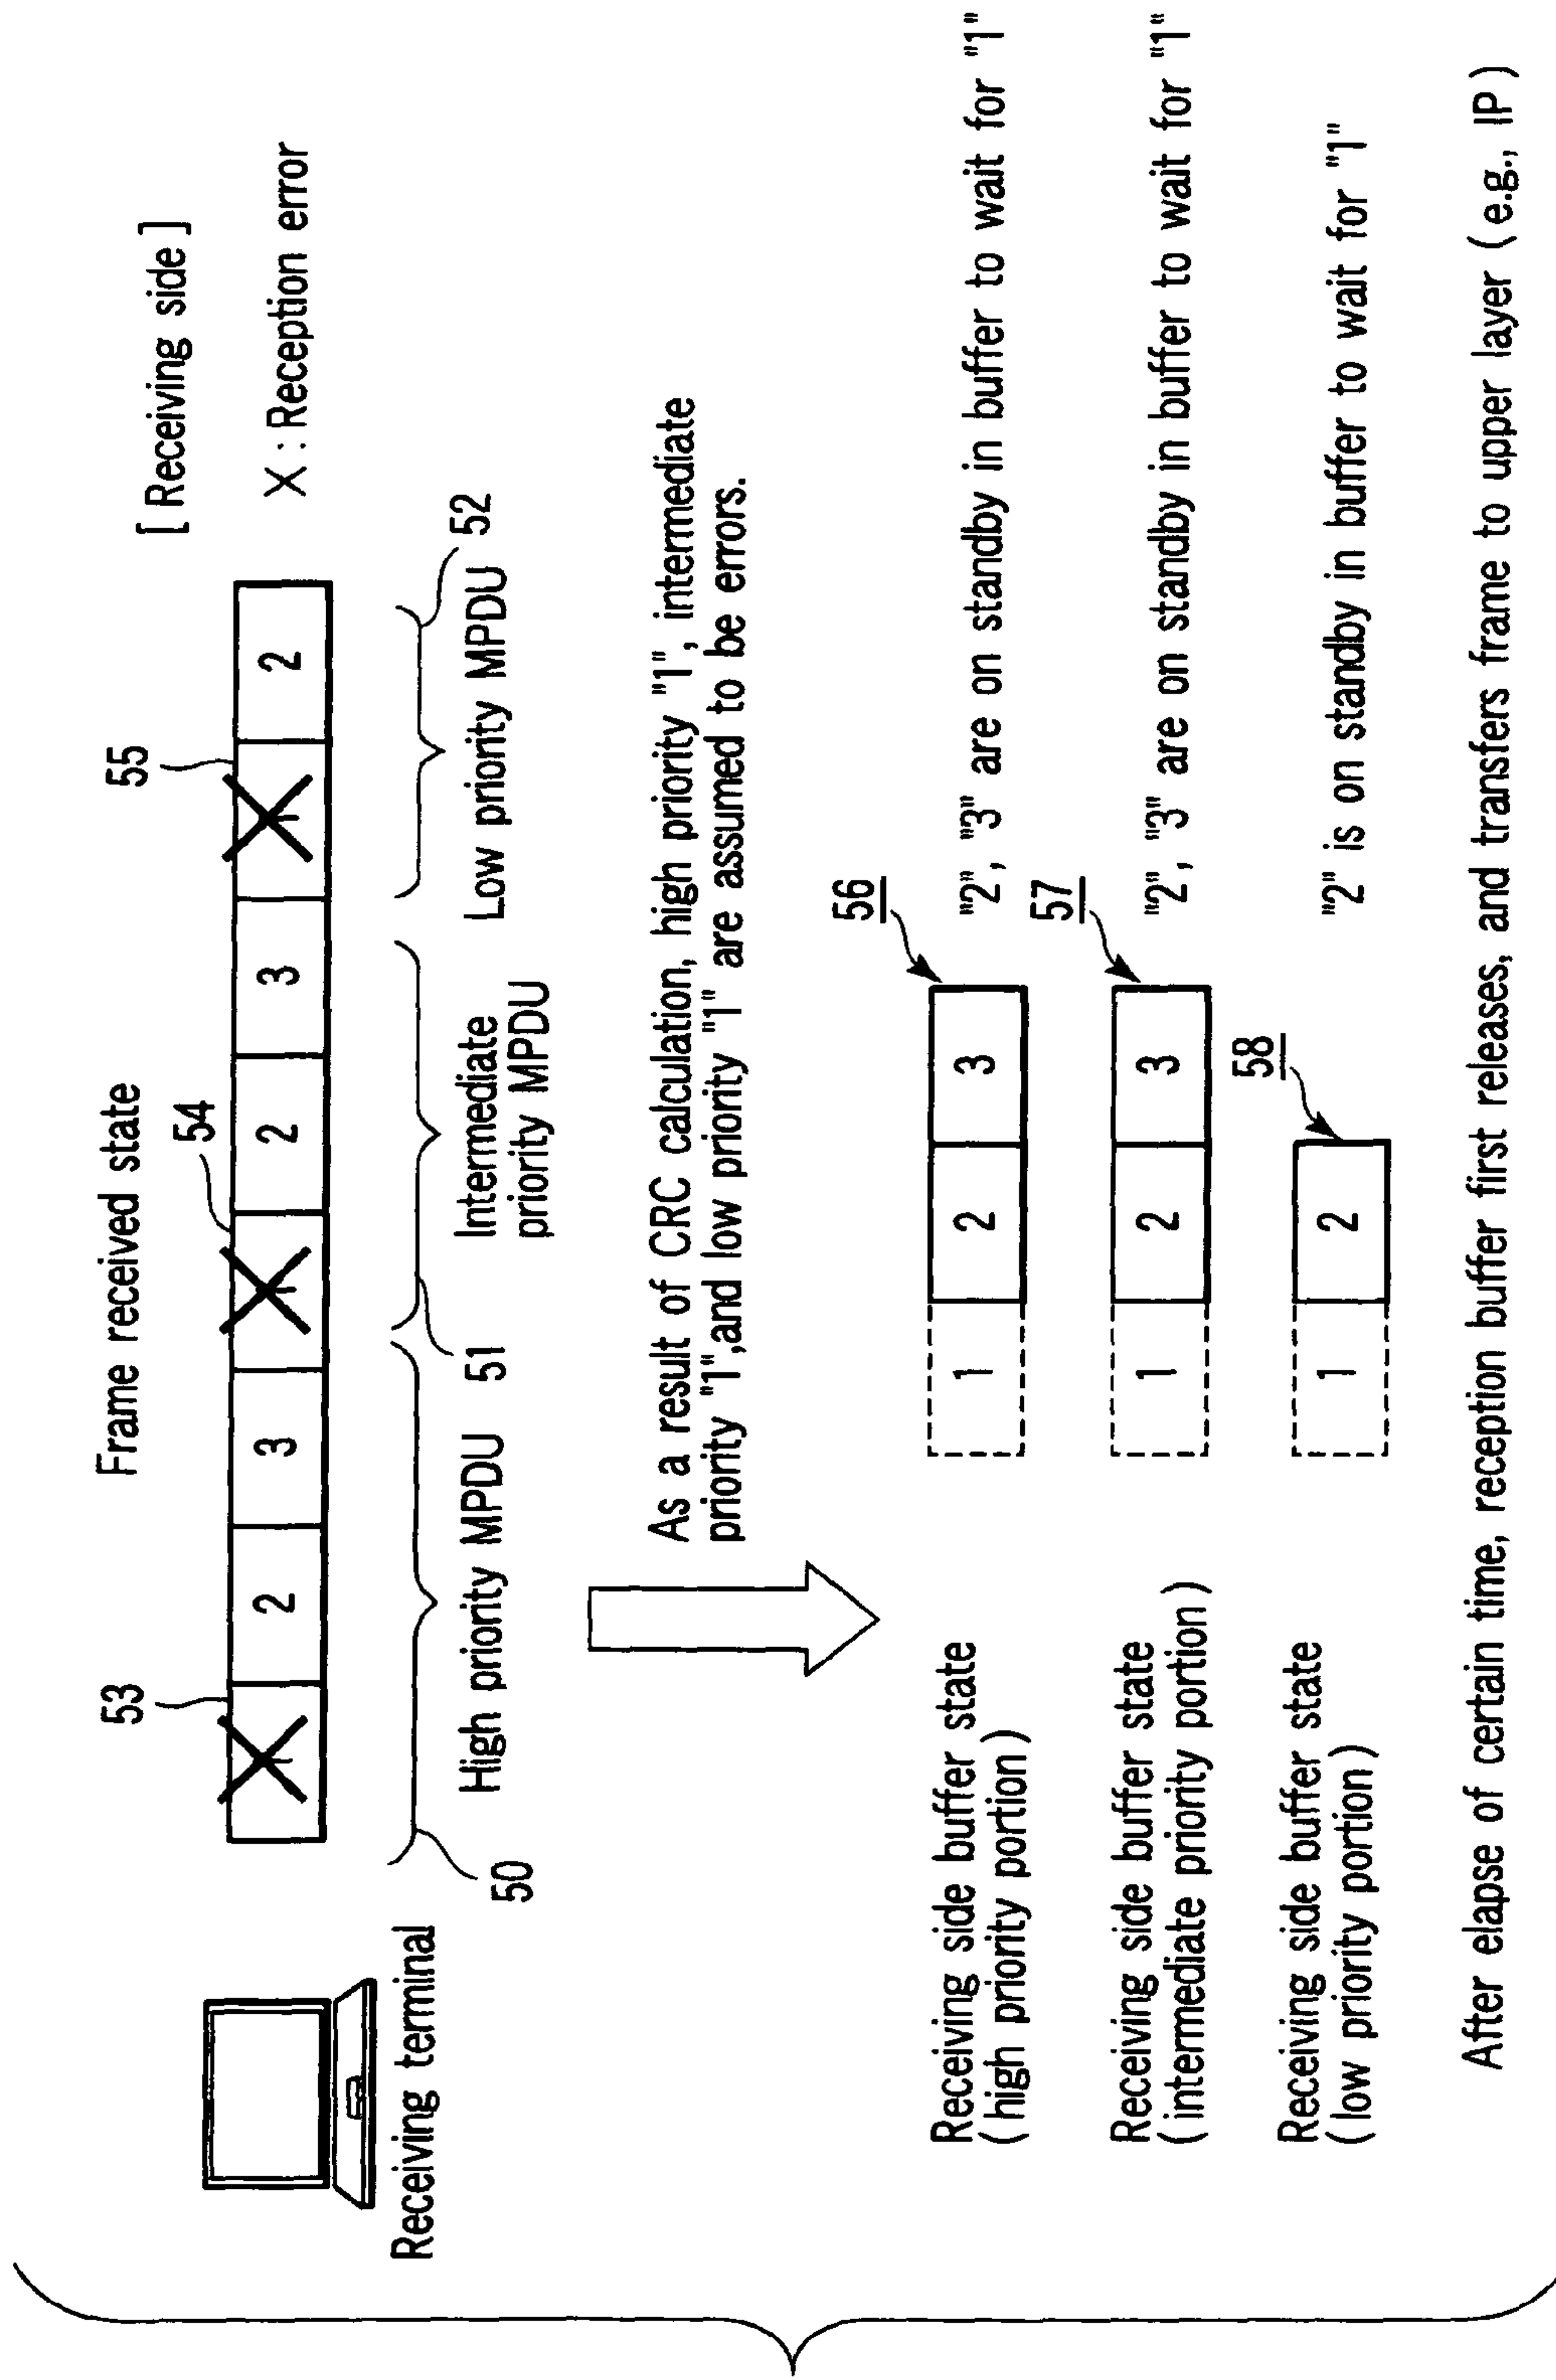 [ Receiving side ]
Frame received state
X : Reception error
53
54
55
2
3
2
3
2
50
High priority MPDU
51
Intermediate
priority MPDU
Low priority MPDU
52
Receiving terminal
As a result of CRC calculation, high priority "1", intermediate
priority "1",and low priority "1" are assumed to be errors.
Receiving side buffer state
( high priority portion )
1
2
3
56
"2", "3" are on standby in buffer to wait for "1"
Receiving side buffer state
( intermediate priority portion )
1
2
3
57
"2", "3" are on standby in buffer to wait for "1"
Receiving side buffer state
( low priority portion )
1
2
58
"2" is on standby in buffer to wait for "1"
After elapse of certain time, reception buffer first releases, and transfers frame to upper layer ( e.g., IP )